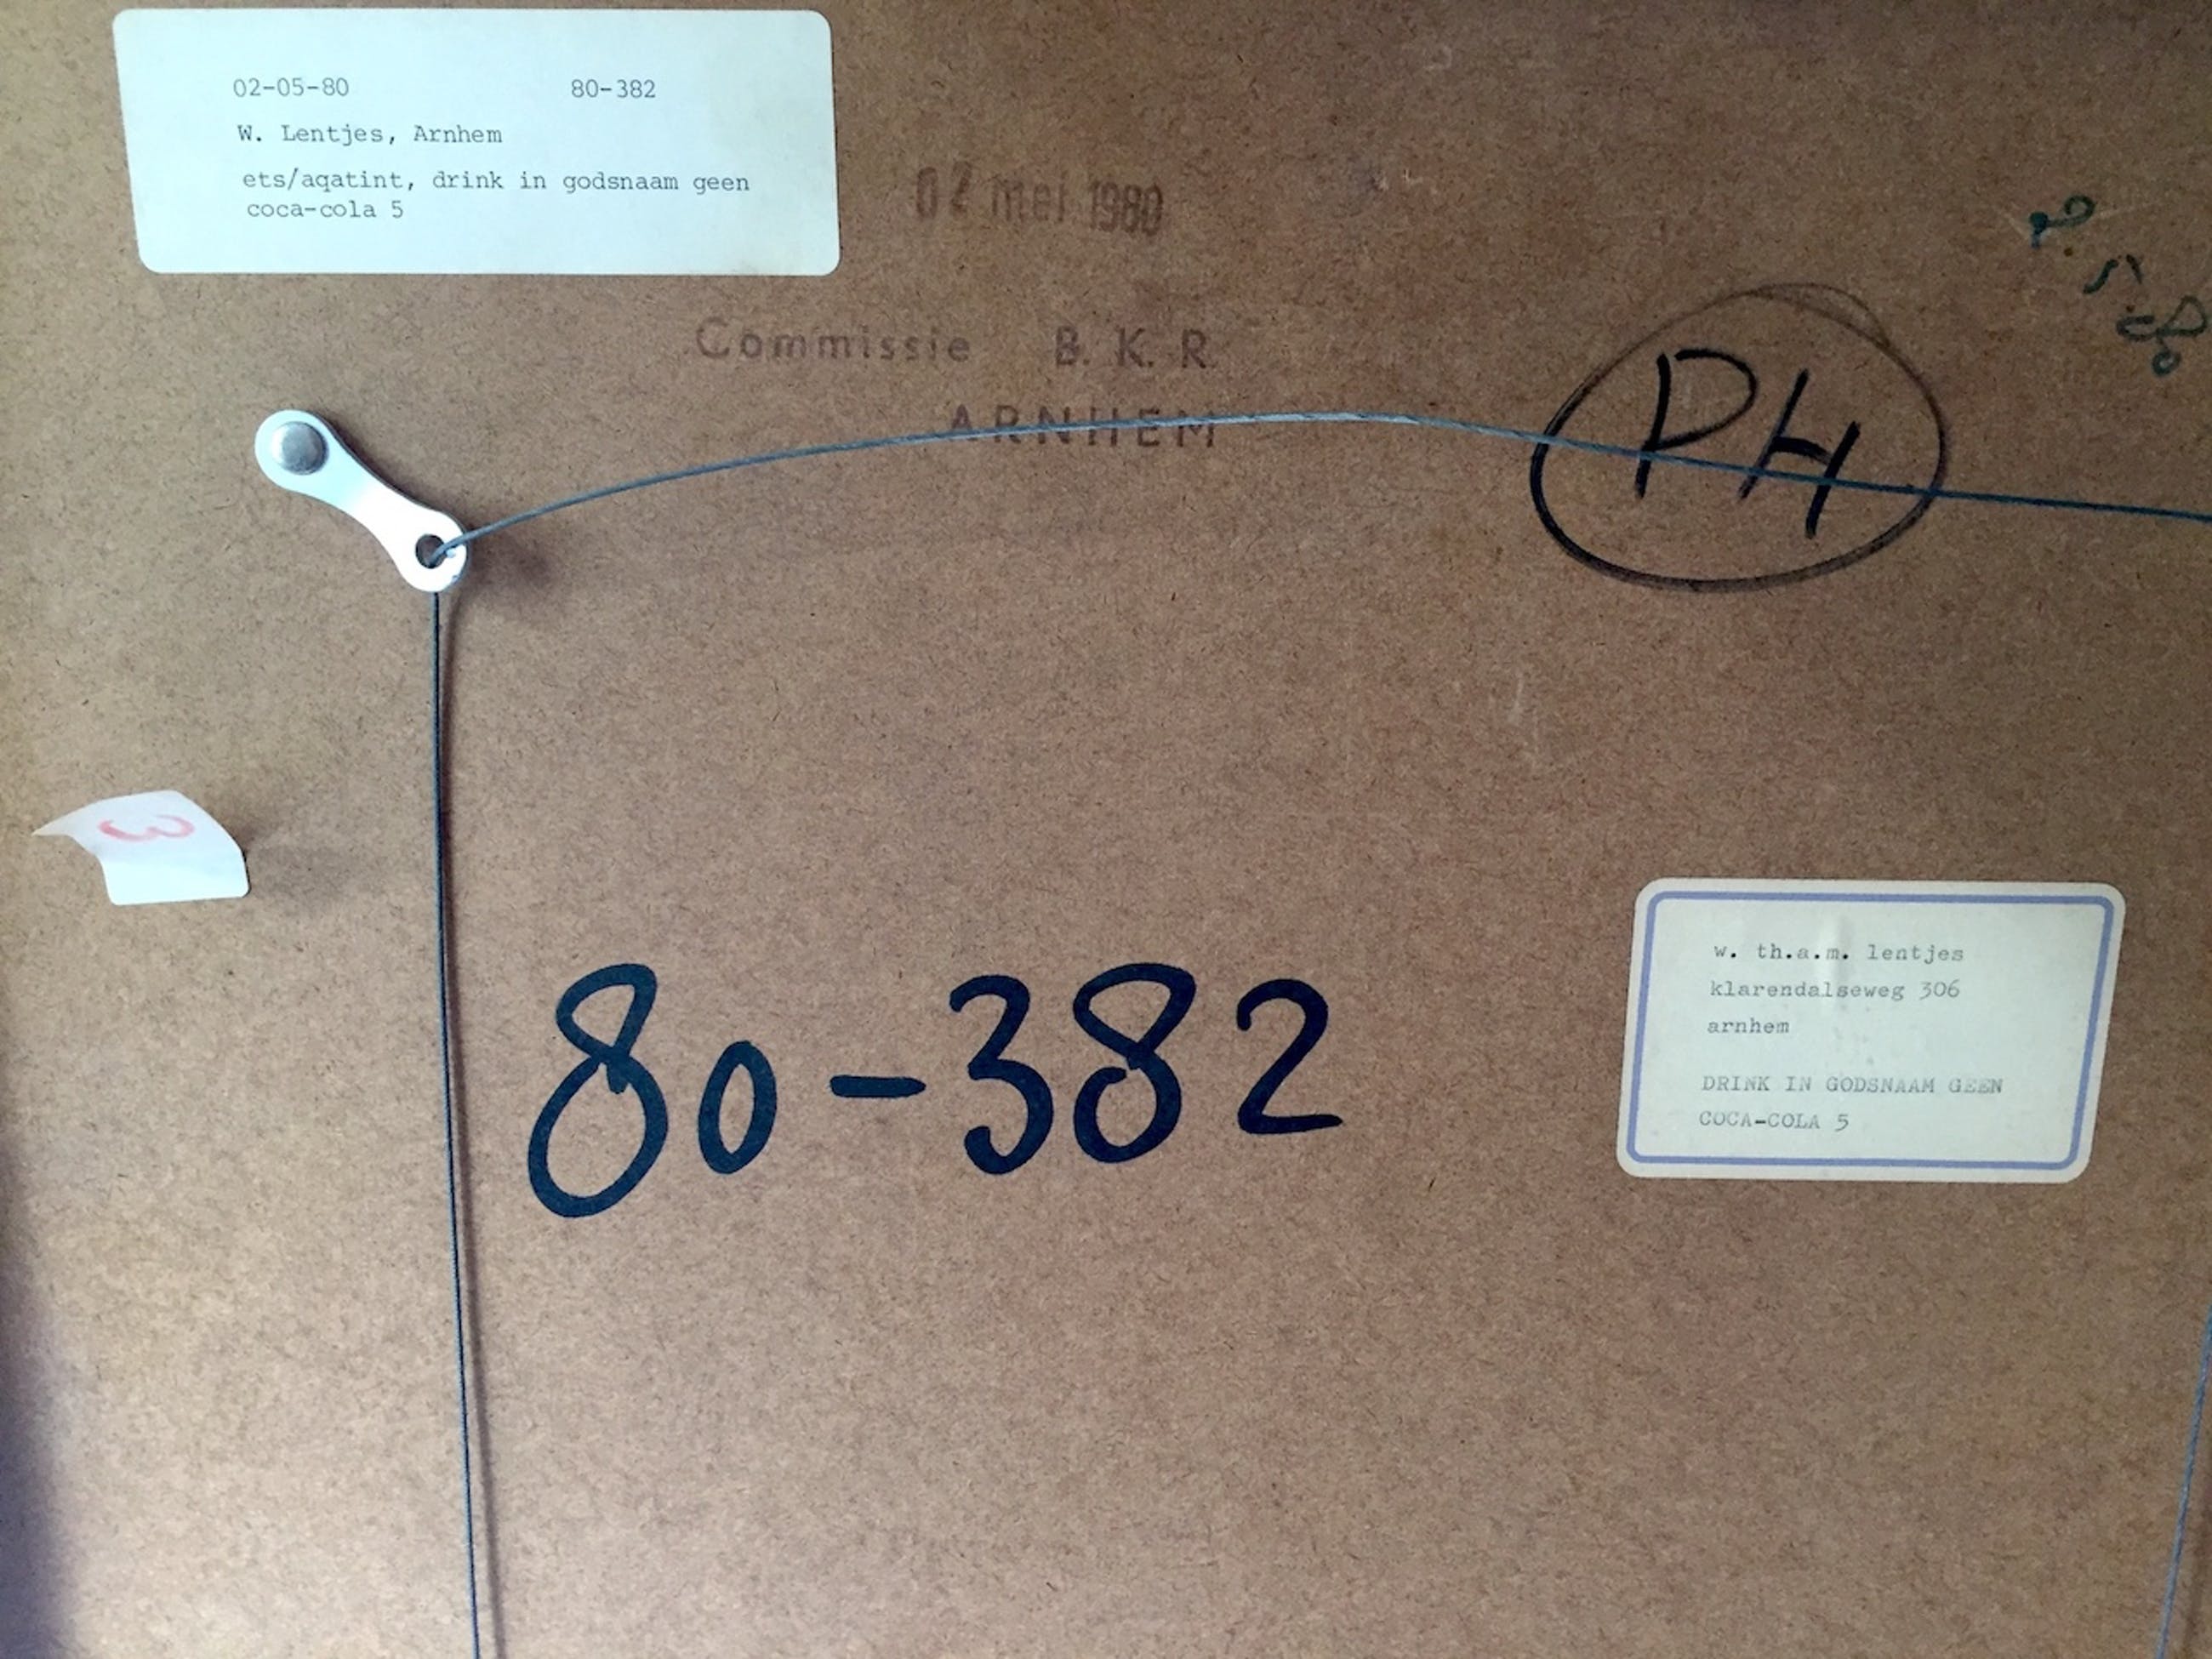 02-05-80 80-382
W. Lentjes, Arnhem
ets/aqatint, drink in godsnaam geen
coca-cola 5
02 mei 1980
Commissie B. K. R.
ARNHEM
PH
3
80-382
w. th.a.m. lentjes
klarendalseweg 306
arnhem
DRINK IN GODSNAAM GEEN
COCA-COLA 5